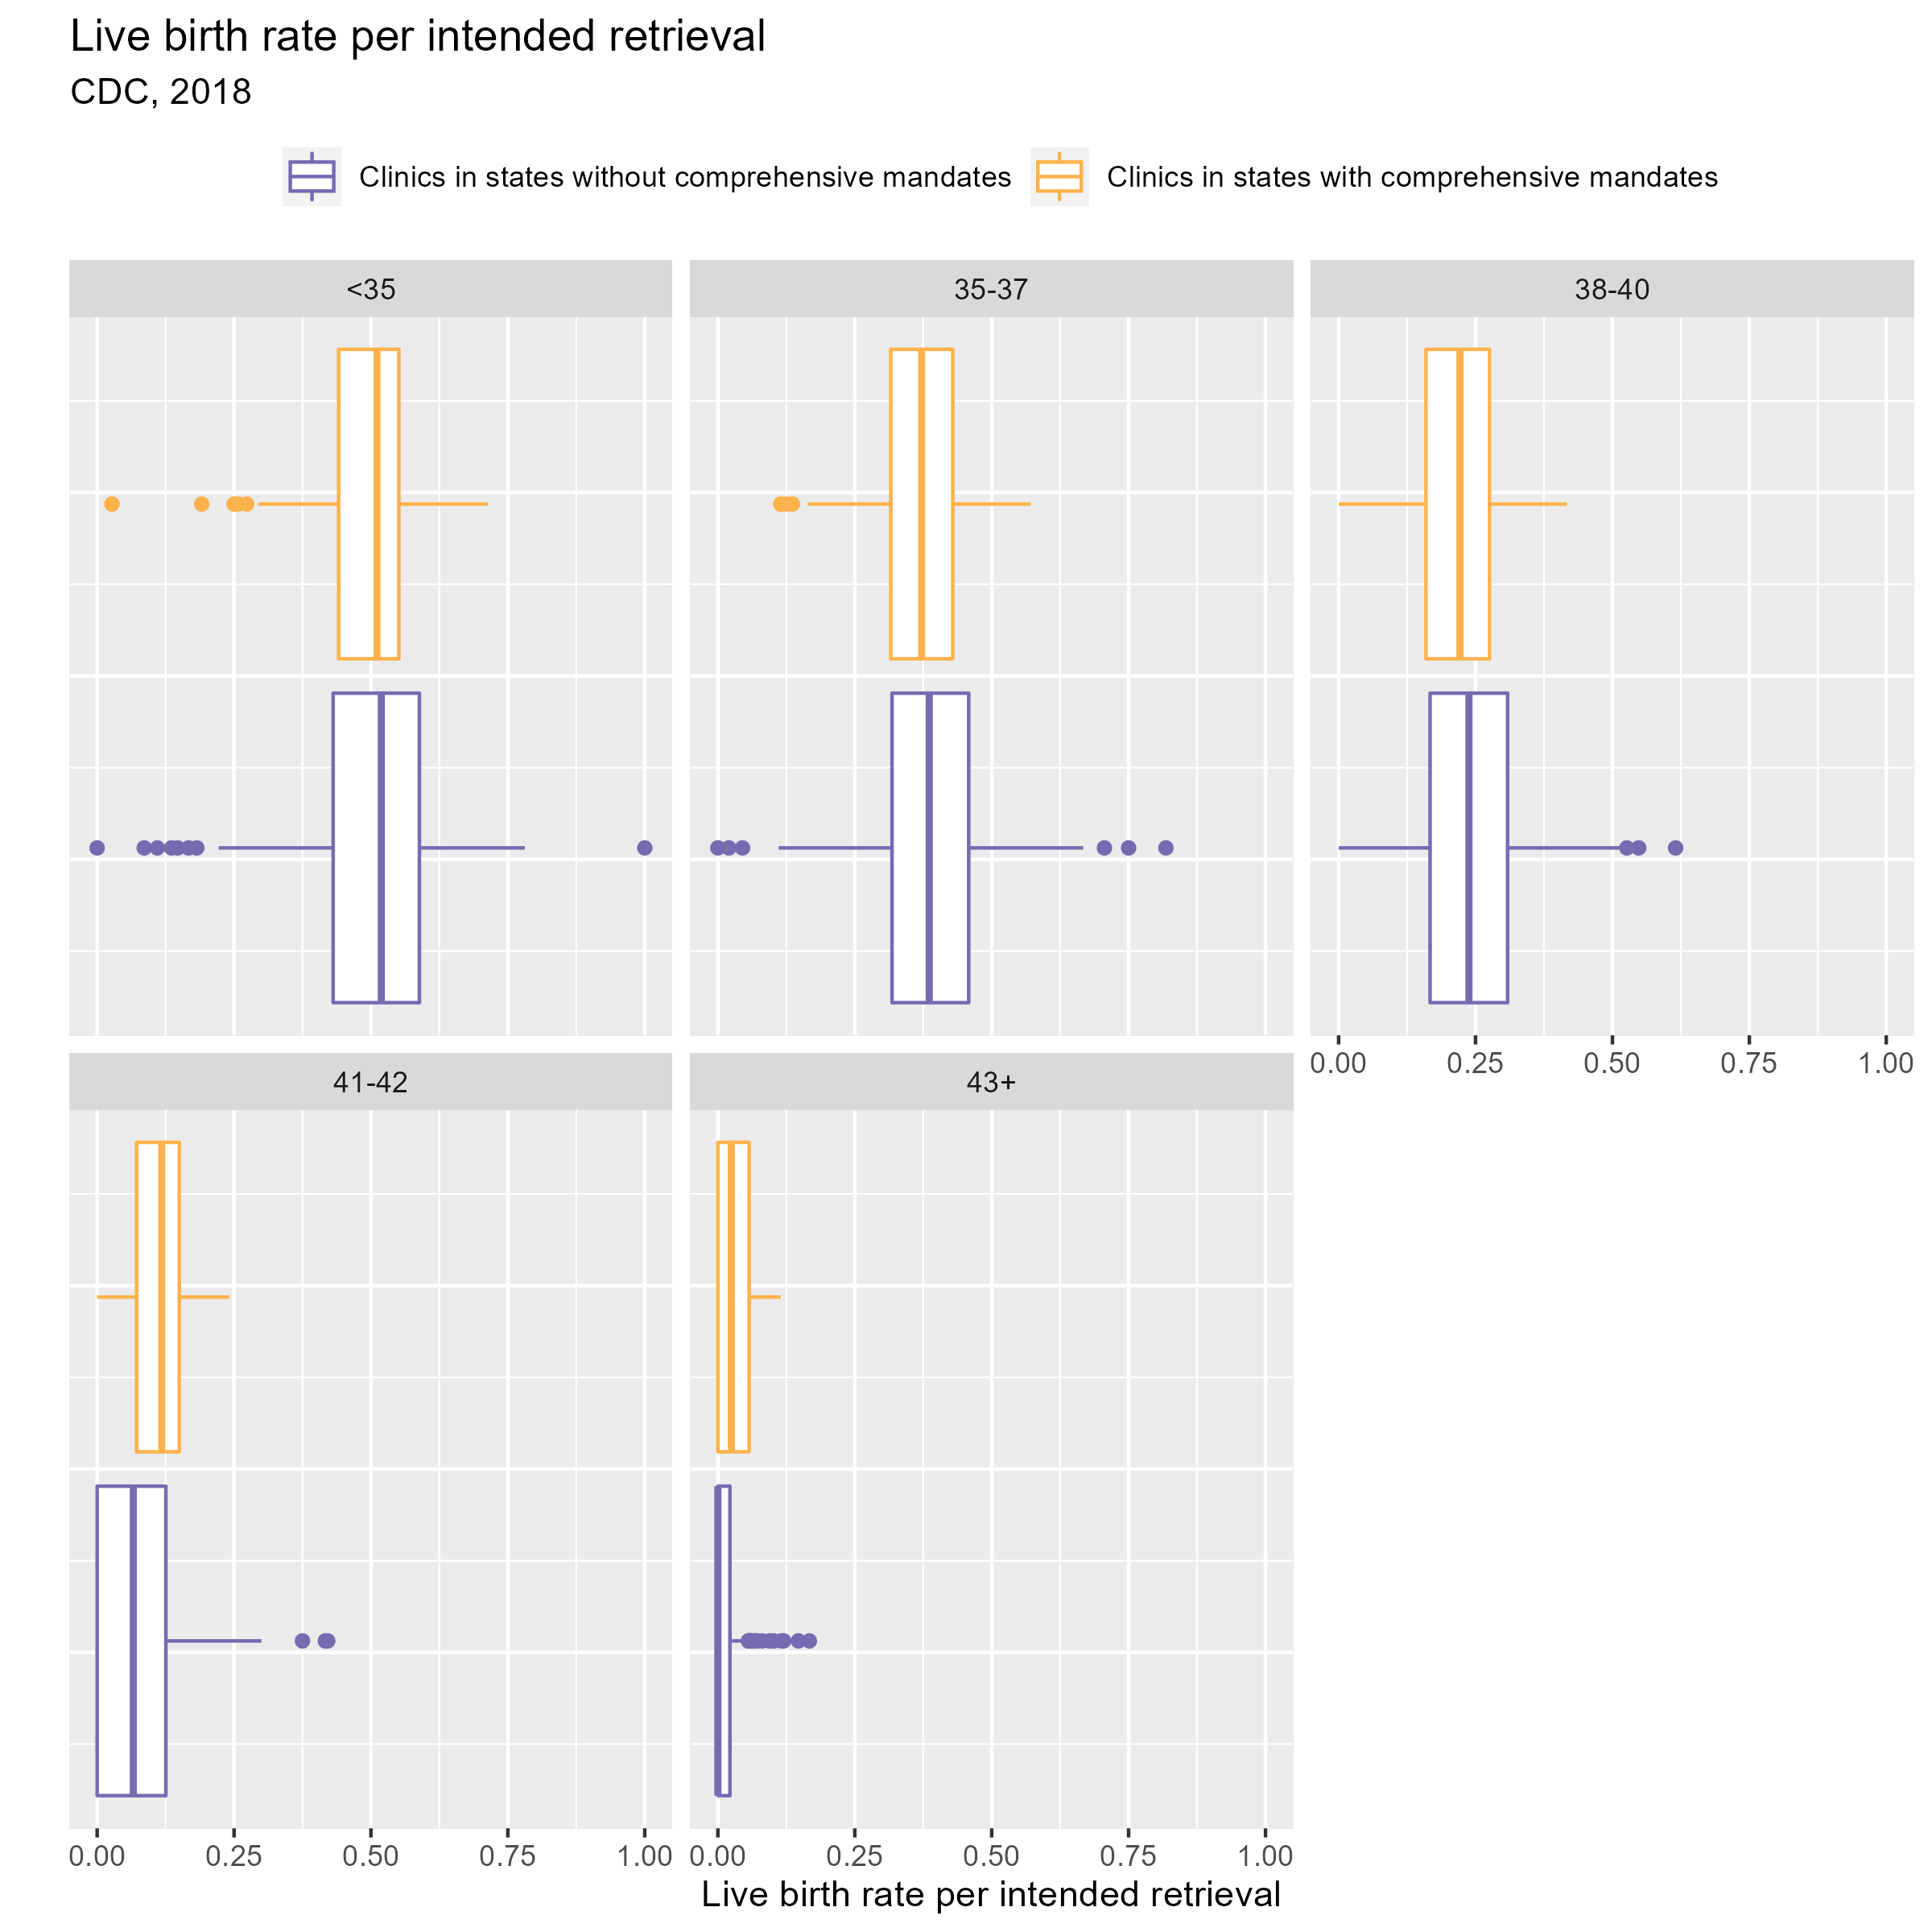 Live birth rate per intended retrieval
CDC, 2018
Clinics in states without comprehensive mandates Clinics in states with comprehensive mandates
<35 35-37 38-40
0.00 0.25 0.50 0.75 1.00
41-42 43+
0.00 0.25 0.50 0.75 1.00 0.00 0.25 0.50 0.75 1.00
Live birth rate per intended retrieval